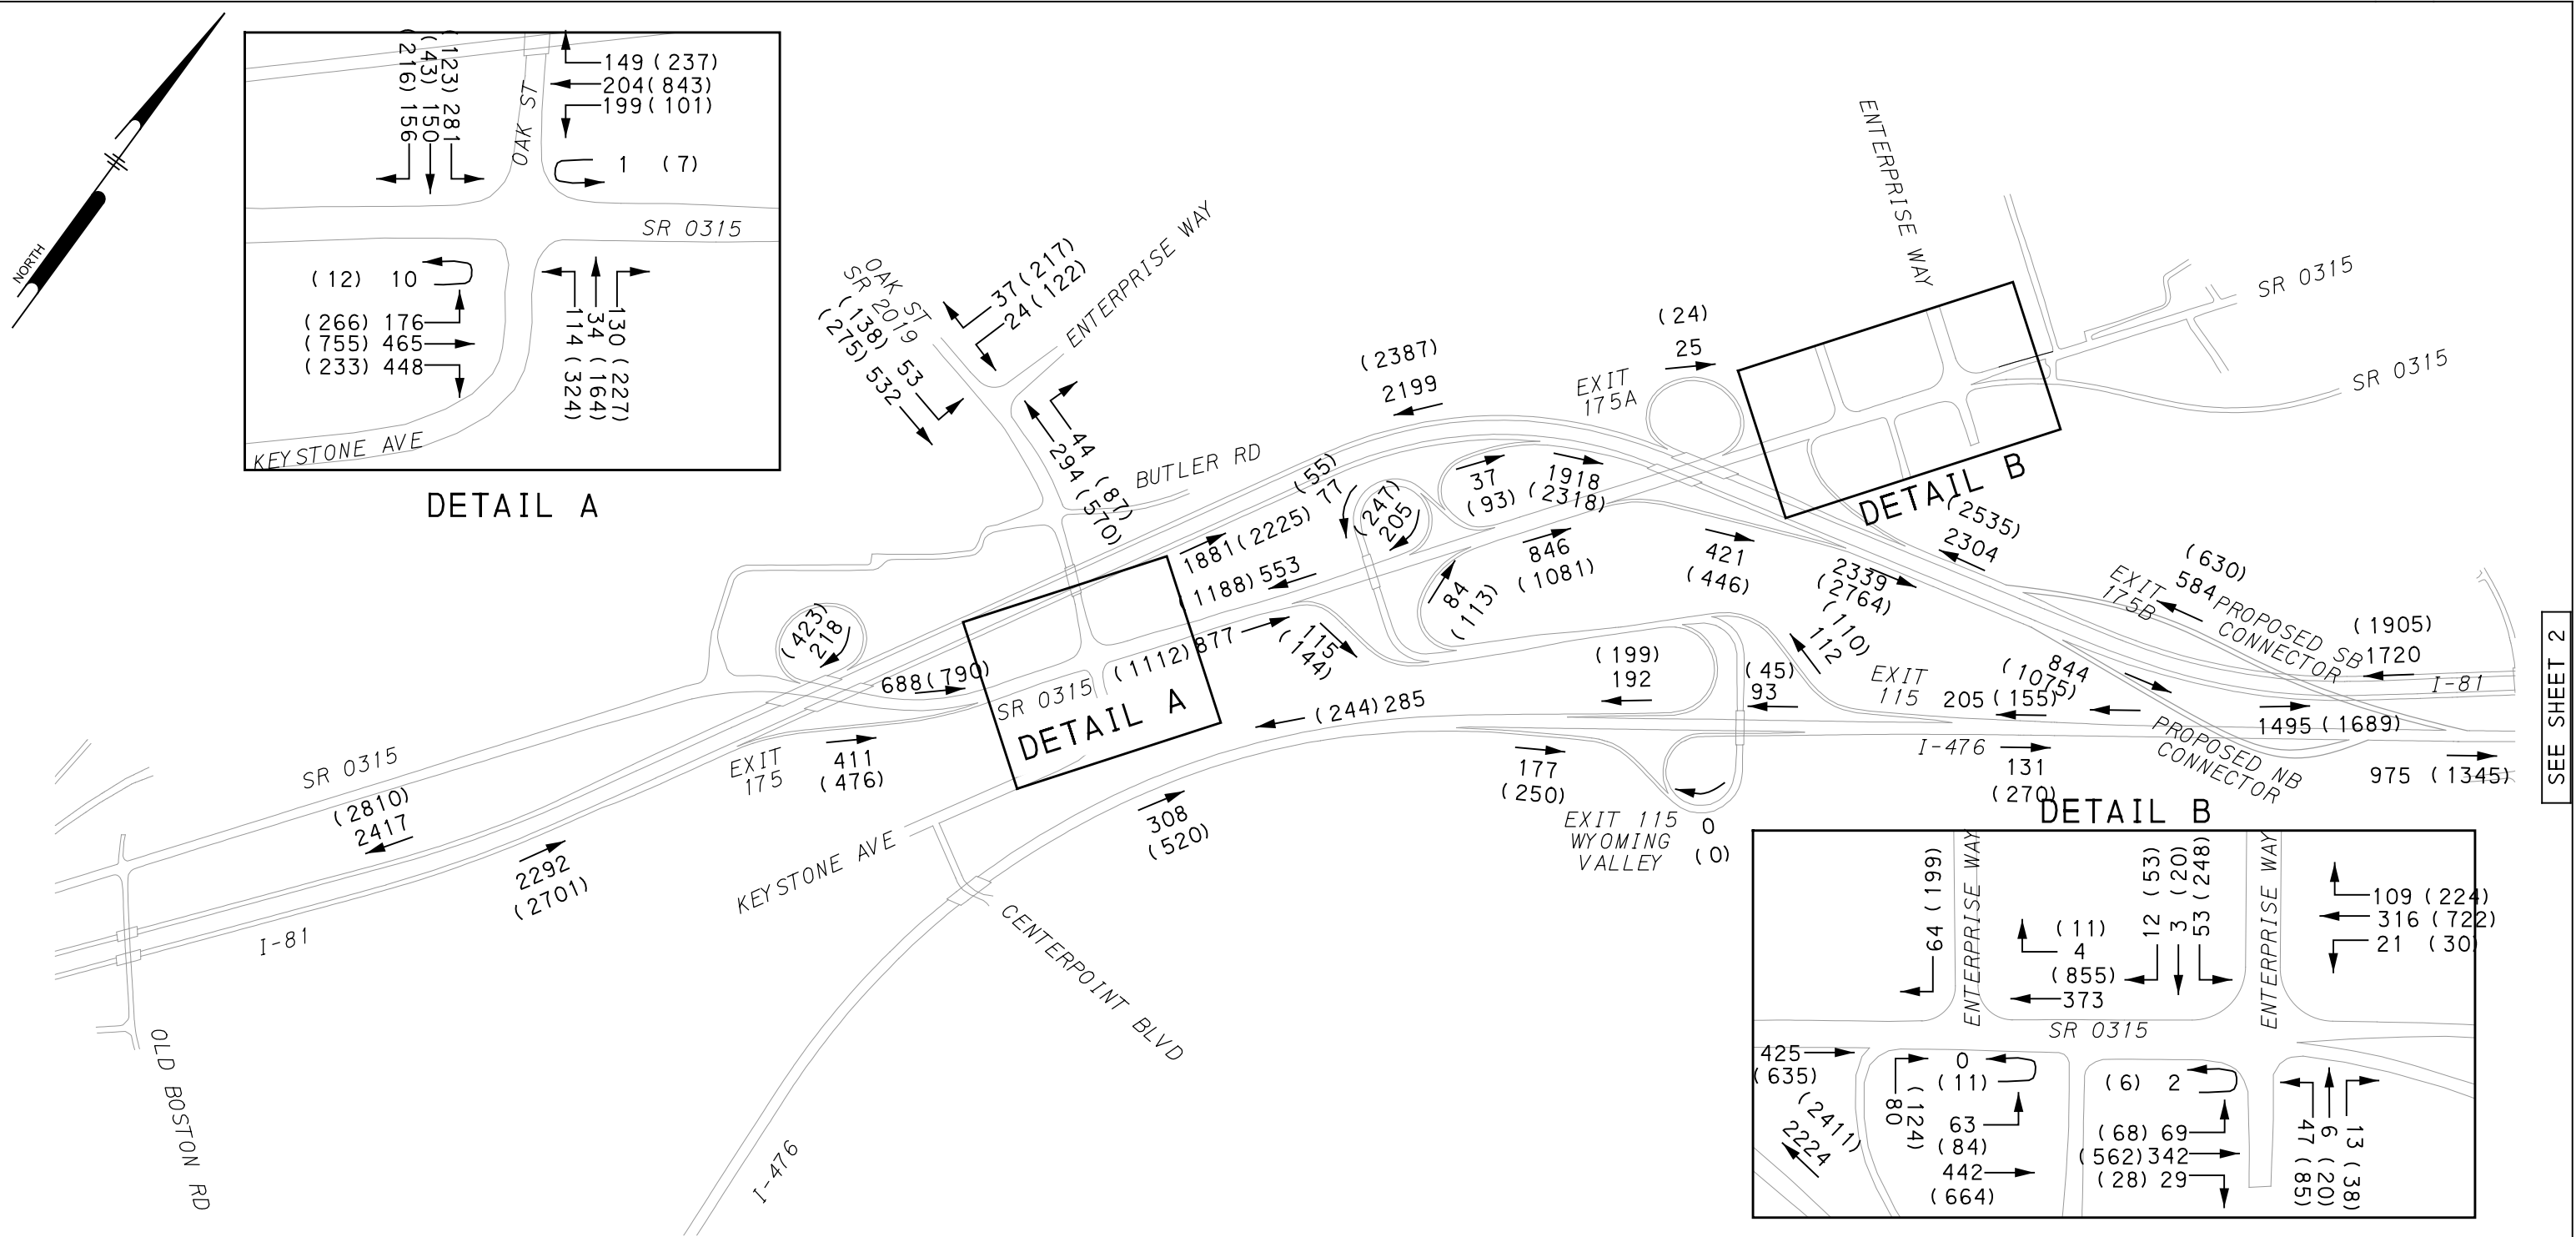 NORTH
(216) 156
(43) 150
(123) 281
OAK ST
149 (237)
204(843)
199(101)
1 (7)
SR 0315
(12) 10
(266) 176
(755) 465
(233) 448
114 (324)
34 (164)
130 (227)
KEYSTONE AVE
DETAIL A
OAK ST
SR 2019
(138) 53
(275) 532
37(217)
24(122)
ENTERPRISE WAY
44 (87)
294 (570)
BUTLER RD
(2387)
2199
(24)
25
EXIT
175A
ENTERPRISE WAY
SR 0315
SR 0315
DETAIL B
(55)
77
(247)
205
37
(93)
1918
(2318)
1881(2225)
(1188) 553
846
(1081)
84
(113)
421
(446)
2339
(2764)
(2535)
2304
(110)
112
(630)
584
EXIT
175B
PROPOSED SB
CONNECTOR
(1905)
1720
I-81
SEE SHEET 2
(423)
218
688(790)
(1112)877
115
(144)
SR 0315
DETAIL A
(199)
192
(45)
93
EXIT
115
205 (155)
844
(1075)
1495 (1689)
PROPOSED NB
CONNECTOR
975 (1345)
I-476
131
(270)
(244)285
177
(250)
EXIT 115
WYOMING
VALLEY
0
(0)
308
(520)
EXIT
175
411
(476)
SR 0315
(2810)
2417
2292
(2701)
I-81
KEYSTONE AVE
CENTERPOINT BLVD
OLD BOSTON RD
I-476
DETAIL B
64 (199)
ENTERPRISE WAY
(11)
4
(855)
373
12 (53)
3 (20)
53 (248)
ENTERPRISE WAY
109 (224)
316 (722)
21 (30)
SR 0315
425
(635)
(2411)
2224
80
(124)
0
(11)
63
(84)
442
(664)
(6) 2
(68) 69
(562) 342
(28) 29
47 (85)
6 (20)
13 (38)